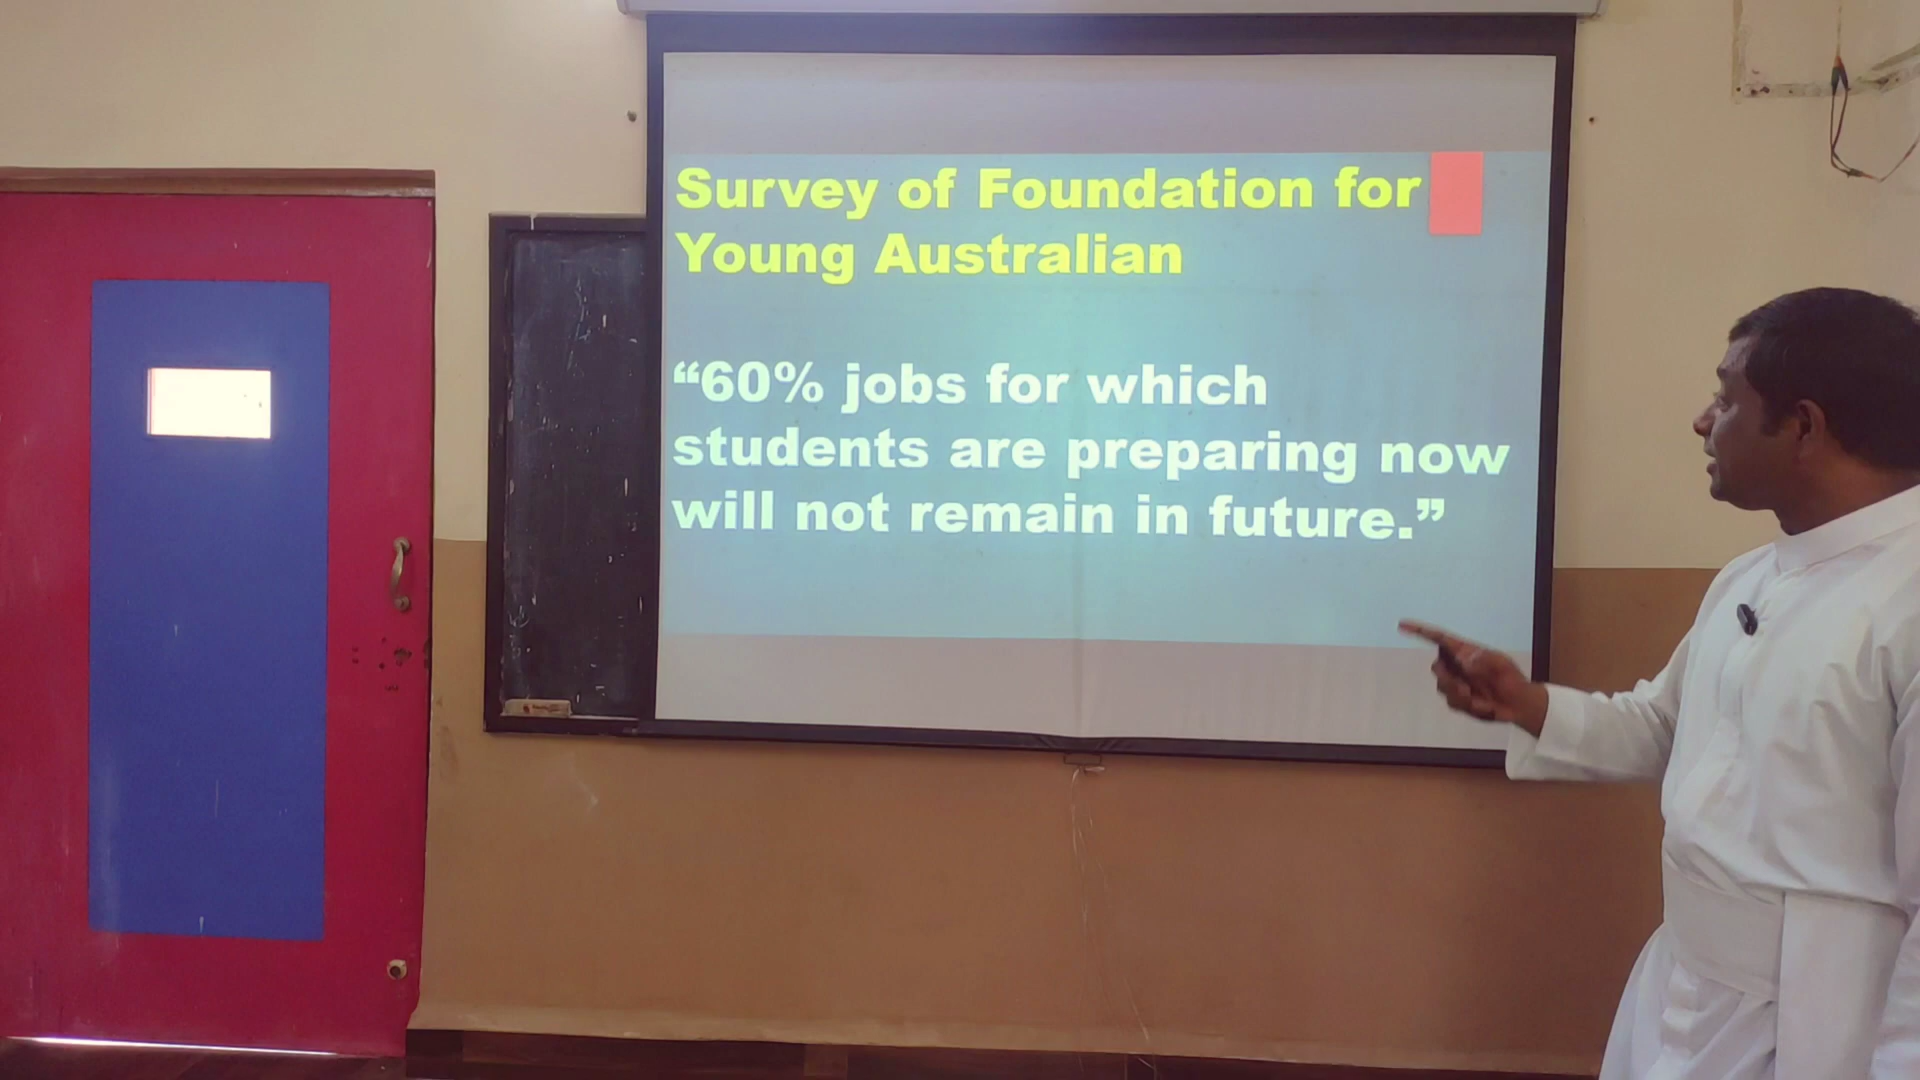 Survey of Foundation for
Young Australian
“60% jobs for which
students are preparing now
will not remain in future.”